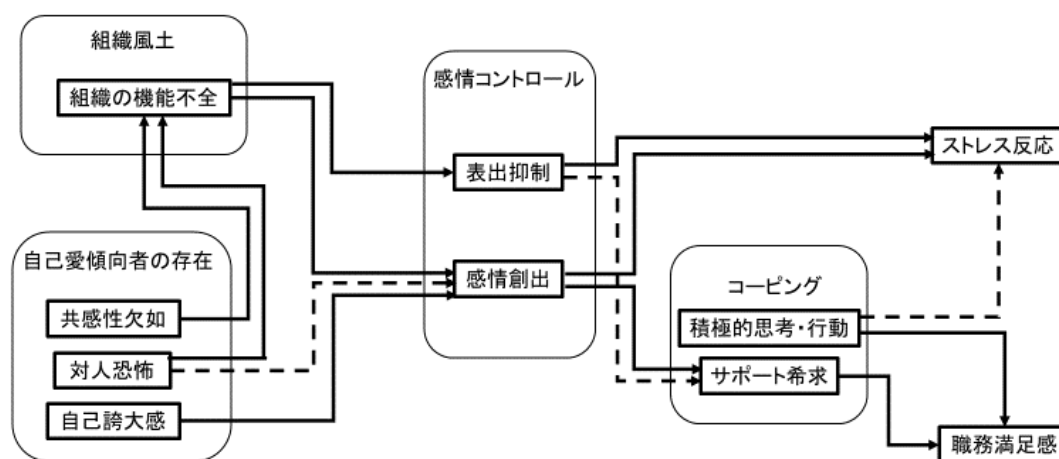 組織風土
組織の機能不全
自己愛傾向者の存在
共感性欠如
対人恐怖
自己誇大感
感情コントロール
表出抑制
感情創出
コーピング
積極的思考・行動
サポート希求
ストレス反応
職務満足感